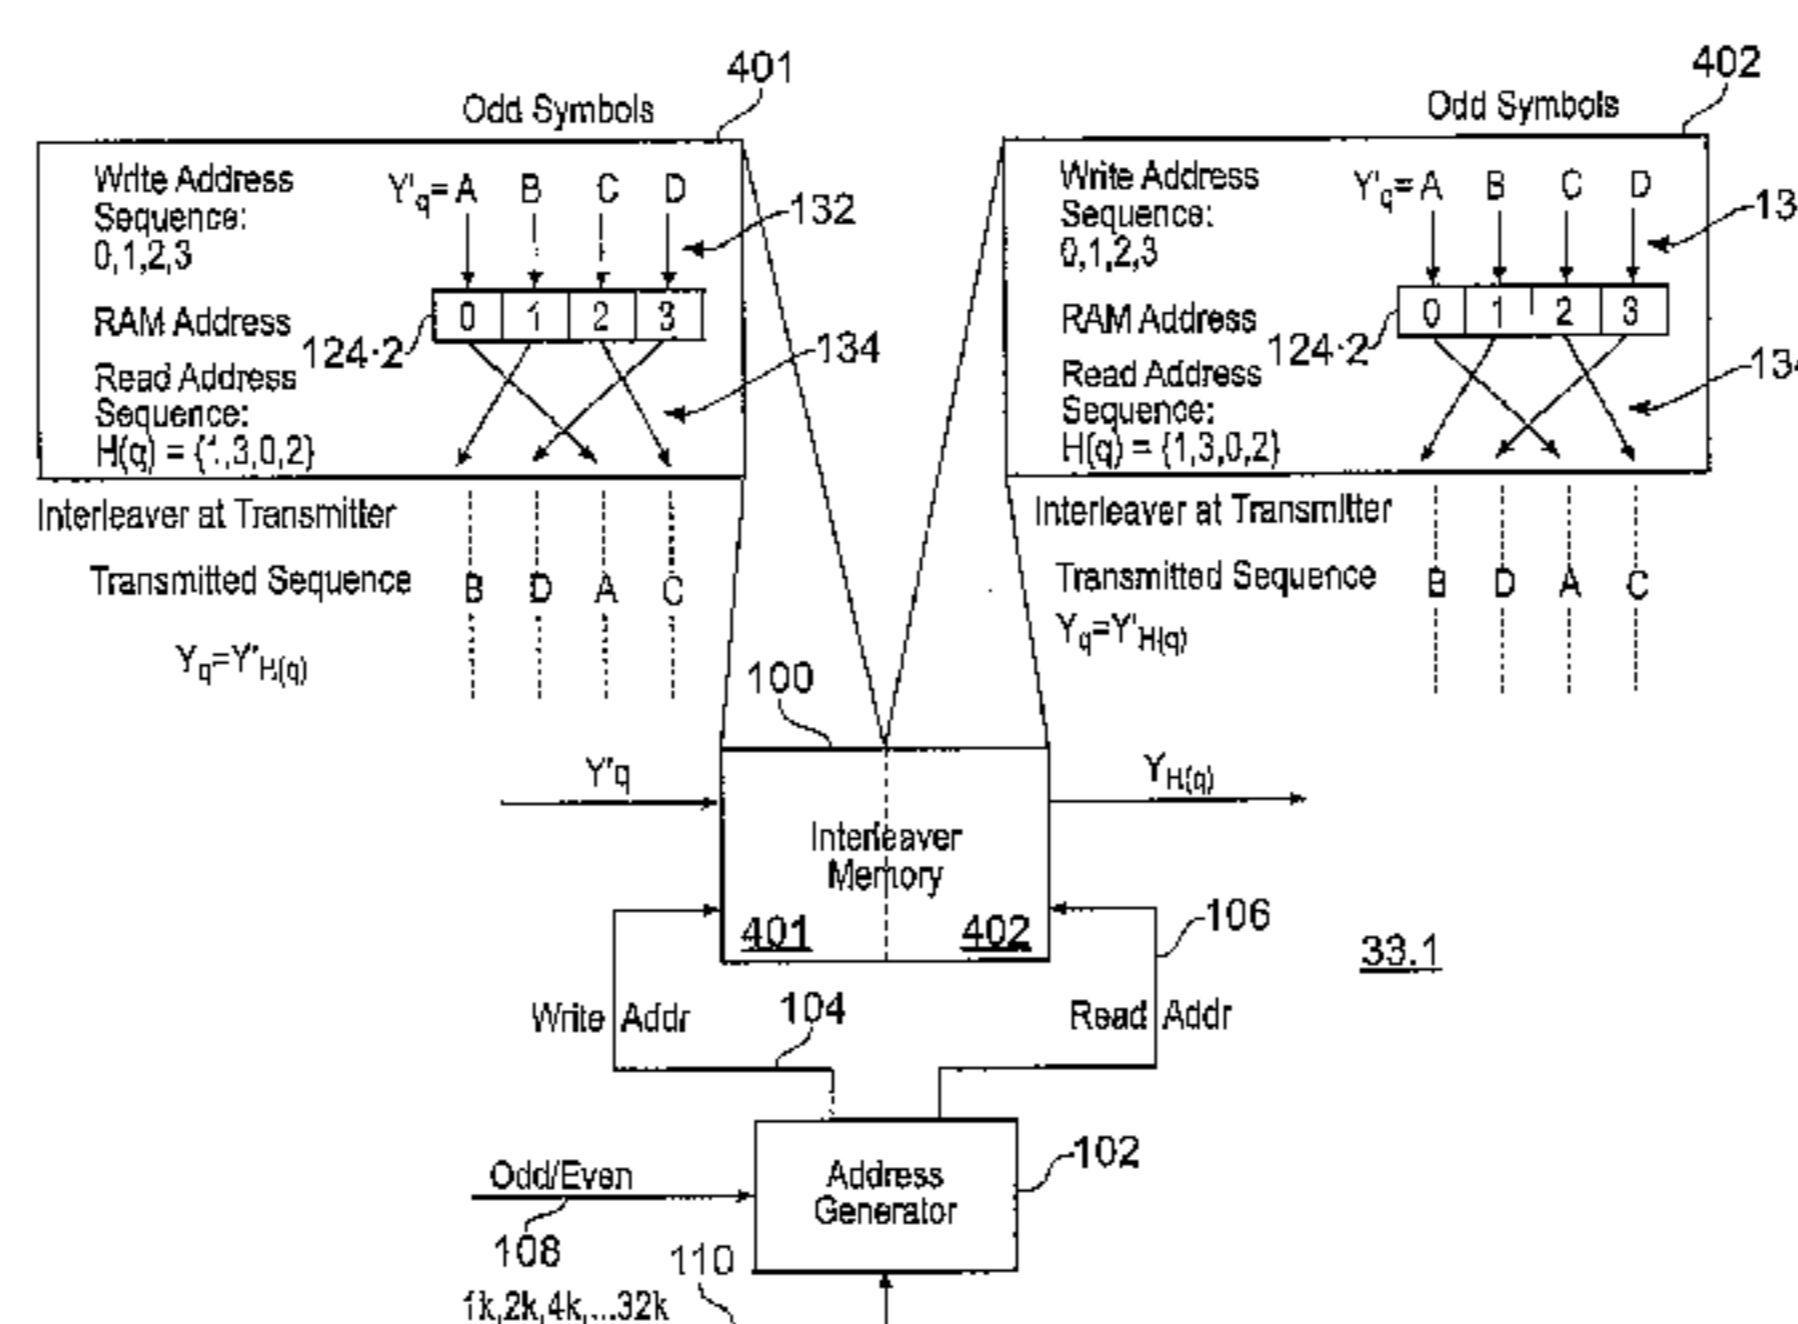 401
Odd Symbols
Write Address
Sequence:
0,1,2,3
Y'q= A B C D
132
RAM Address
0 1 2 3
124·2
134
Read Address
Sequence:
H(q) = {1,3,0,2}
Interleaver at Transmitter
Transmitted Sequence
B D A C
Yq=Y'H(q)
402
Odd Symbols
Write Address
Sequence:
0,1,2,3
Y'q= A B C D
RAM Address
0 1 2 3
124·2
Read Address
Sequence:
H(q) = {1,3,0,2}
Interleaver at Transmitter
Transmitted Sequence
B D A C
Yq=Y'H(q)
100
Y'q
YH(q)
Interleaver
Memory
401 402
106
33.1
Write Addr
104
Read Addr
Odd/Even
108
Address
Generator
102
110
1k,2k,4k,...32k